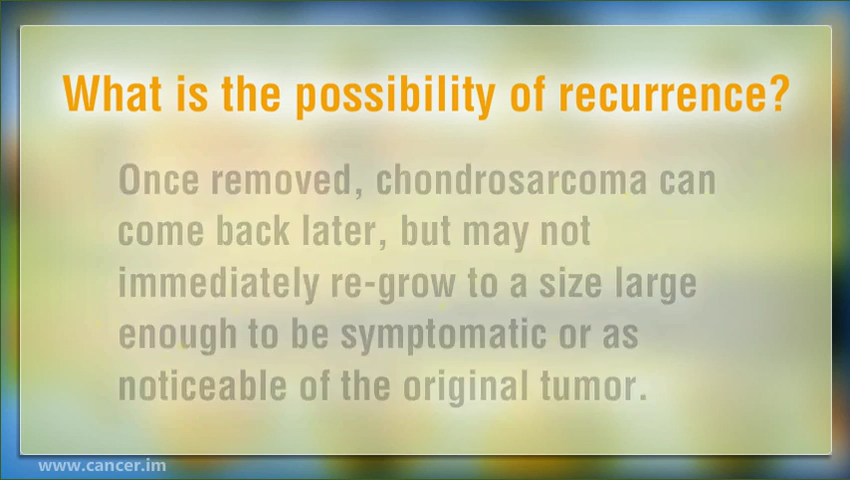 What is the possibility of recurrence?
Once removed, chondrosarcoma can
come back later, but may not
immediately re-grow to a size large
enough to be symptomatic or as
noticeable of the original tumor.
www.cancer.im